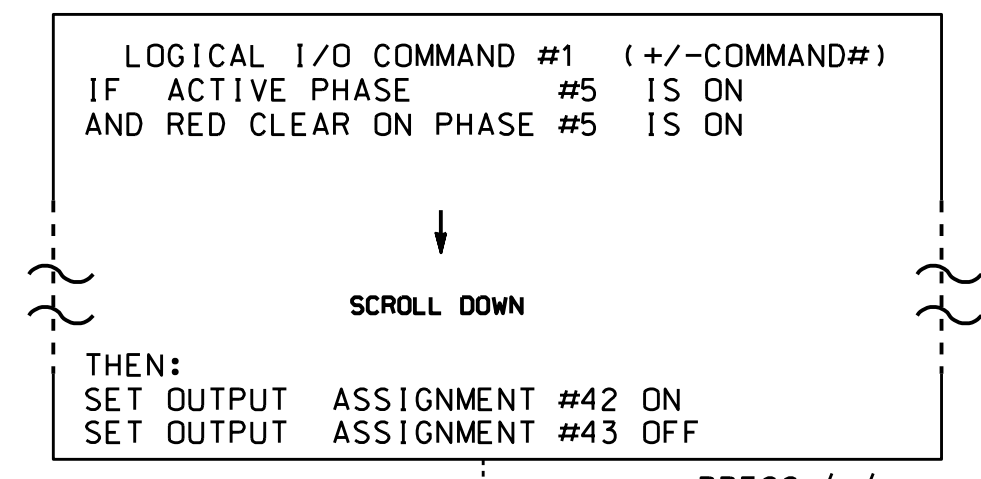 LOGICAL I/O COMMAND #1 (+/-COMMAND#)
IF ACTIVE PHASE #5 IS ON
AND RED CLEAR ON PHASE #5 IS ON
SCROLL DOWN
THEN:
SET OUTPUT ASSIGNMENT #42 ON
SET OUTPUT ASSIGNMENT #43 OFF